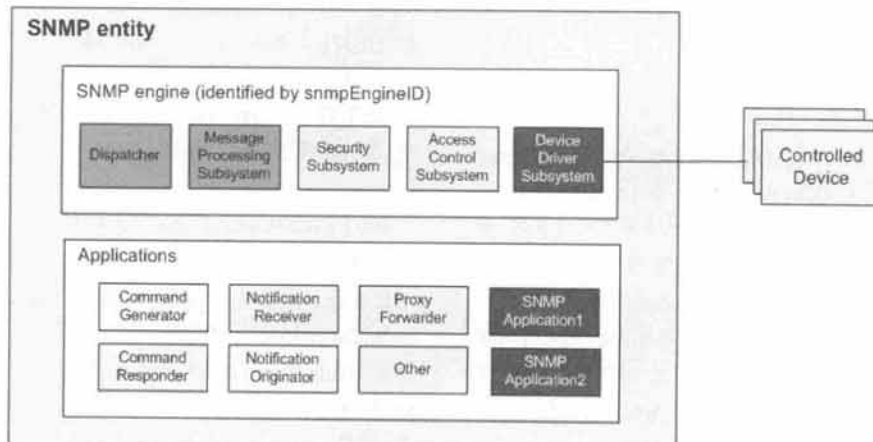 SNMP entity
SNMP engine (identified by snmpEngineID)
Dispatcher
Message
Processing
Subsystem
Security
Subsystem
Access
Control
Subsystem
Device
Driver
Subsystem
Controlled
Device
Applications
Command
Generator
Notification
Receiver
Proxy
Forwarder
SNMP
Application1
Command
Responder
Notification
Originator
Other
SNMP
Application2